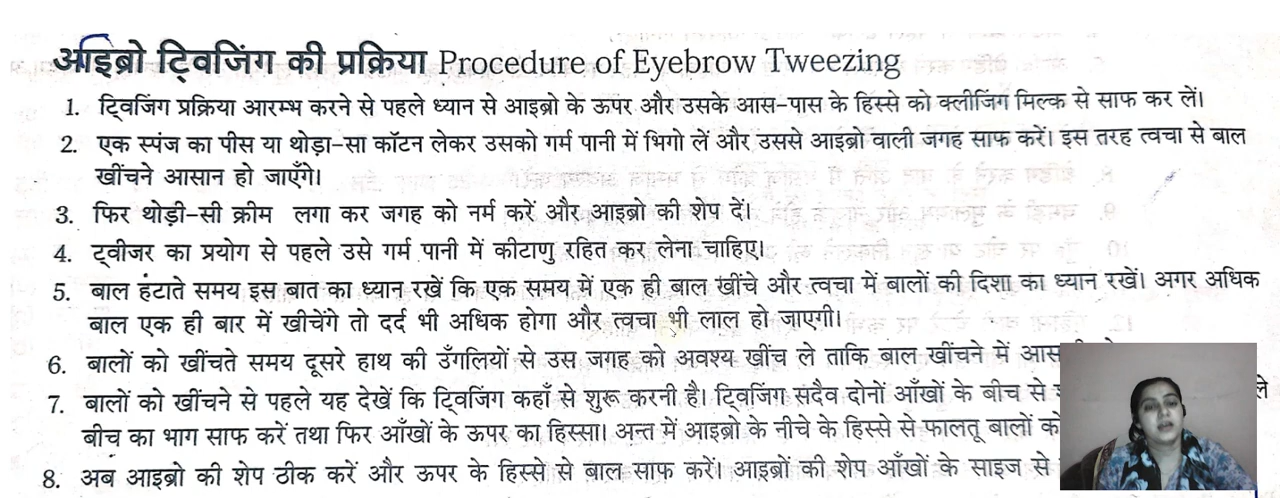 आइब्रो ट्विजिंग की प्रक्रिया Procedure of Eyebrow Tweezing
1. ट्विजिंग प्रक्रिया आरम्भ करने से पहले ध्यान से आइब्रो के ऊपर और उसके आस-पास के हिस्से को क्लीजिंग मिल्क से साफ कर लें।
2. एक स्पंज का पीस या थोड़ा-सा कॉटन लेकर उसको गर्म पानी में भिगो लें और उससे आइब्रो वाली जगह साफ करें। इस तरह त्वचा से बाल
खींचने आसान हो जाएँगे।
3. फिर थोड़ी-सी क्रीम लगा कर जगह को नर्म करें और आइब्रो की शेप दें।
4. ट्वीजर का प्रयोग से पहले उसे गर्म पानी में कीटाणु रहित कर लेना चाहिए।
5. बाल हंटाते समय इस बात का ध्यान रखें कि एक समय में एक ही बाल खींचे और त्वचा में बालों की दिशा का ध्यान रखें। अगर अधिक
बाल एक ही बार में खीचेंगे तो दर्द भी अधिक होगा और त्वचा भी लाल हो जाएगी।
6. बालों को खींचते समय दूसरे हाथ की उँगलियों से उस जगह को अवश्य खींच ले ताकि बाल खींचने में
7. बालों को खींचने से पहले यह देखें कि ट्विजिंग कहाँ से शुरू करनी है। ट्विजिंग सदैव दोनों आँखों के बीच से
बीच का भाग साफ करें तथा फिर आँखों के ऊपर का हिस्सा। अन्त में आइब्रो के नीचे के हिस्से से फालतू बालों को
8. अब आइब्रो की शेप ठीक करें और ऊपर के हिस्से से बाल साफ करें। आइब्रों की शेप आँखों के साइज से